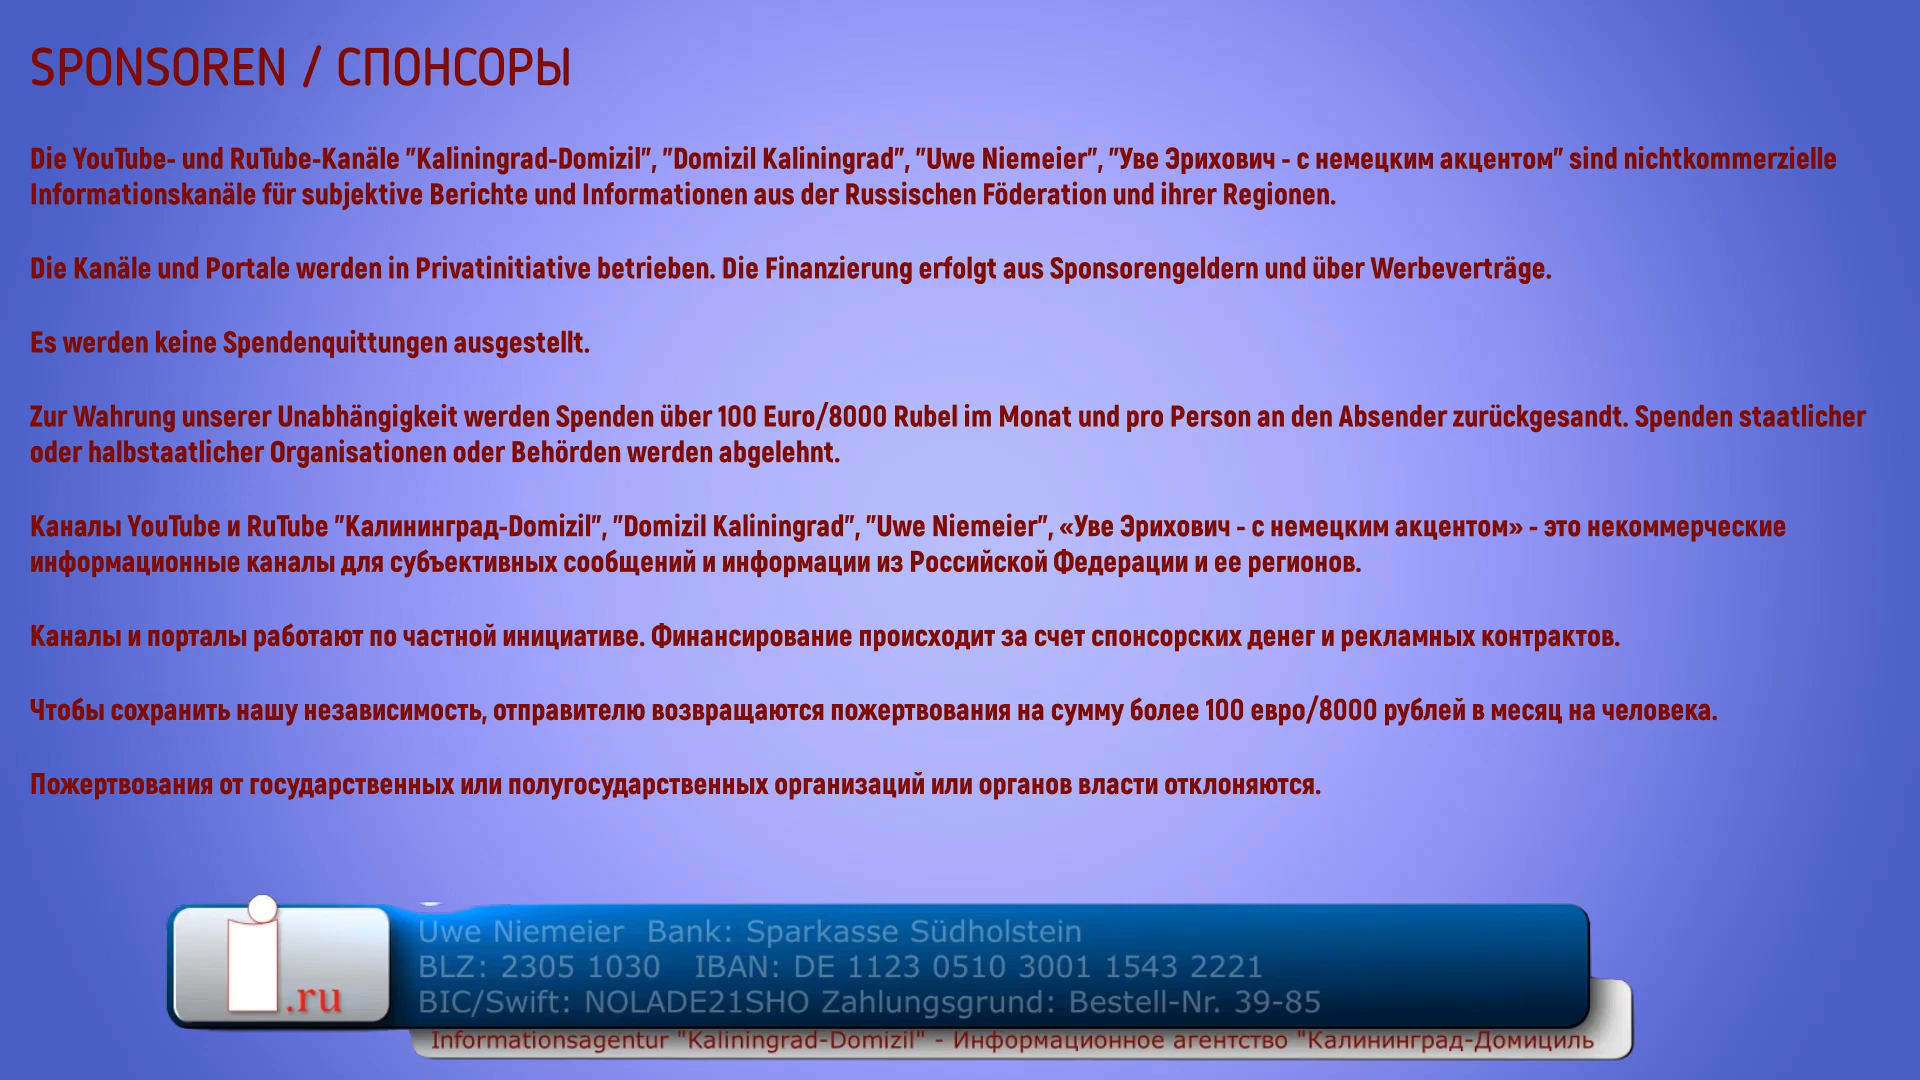 SPONSOREN / СПОНСОРЫ
Die YouTube- und RuTube-Kanäle "Kaliningrad-Domizil", "Domizil Kaliningrad", "Uwe Niemeier", "Уве Эрихович - с немецким акцентом" sind nichtkommerzielle
Informationskanäle für subjektive Berichte und Informationen aus der Russischen Föderation und ihrer Regionen.
Die Kanäle und Portale werden in Privatinitiative betrieben. Die Finanzierung erfolgt aus Sponsorengeldern und über Werbeverträge.
Es werden keine Spendenquittungen ausgestellt.
Zur Wahrung unserer Unabhängigkeit werden Spenden über 100 Euro/8000 Rubel im Monat und pro Person an den Absender zurückgesandt. Spenden staatlicher
oder halbstaatlicher Organisationen oder Behörden werden abgelehnt.
Каналы YouTube и RuTube "Калининград-Domizil", "Domizil Kaliningrad", "Uwe Niemeier", «Уве Эрихович - с немецким акцентом» - это некоммерческие
информационные каналы для субъективных сообщений и информации из Российской Федерации и ее регионов.
Каналы и порталы работают по частной инициативе. Финансирование происходит за счет спонсорских денег и рекламных контрактов.
Чтобы сохранить нашу независимость, отправителю возвращаются пожертвования на сумму более 100 евро/8000 рублей в месяц на человека.
Пожертвования от государственных или полугосударственных организаций или органов власти отклоняются.
Uwe Niemeier Bank: Sparkasse Südholstein
BLZ: 2305 1030 IBAN: DE 1123 0510 3001 1543 2221
BIC/Swift: NOLADE21SHO Zahlungsgrund: Bestell-Nr. 39-85
i.ru
Informationsagentur "Kaliningrad-Domizil" - Информационное агентство "Калининград-Домициль